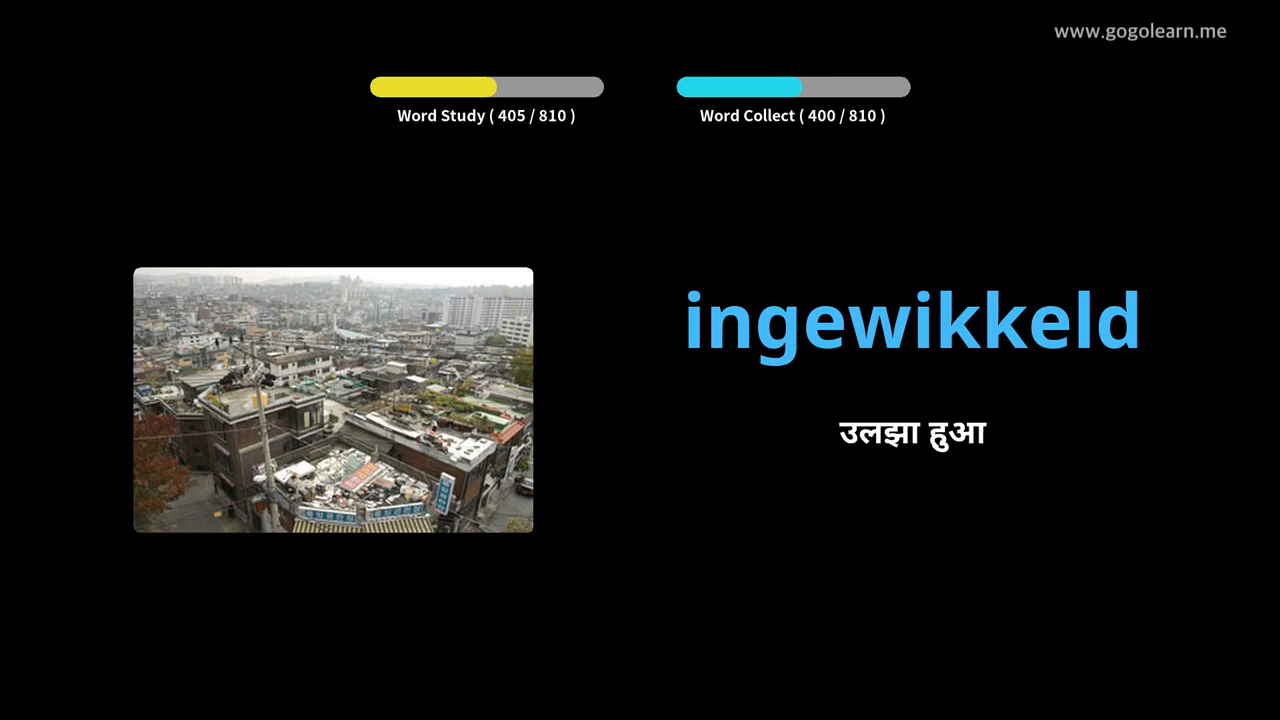 www.gogolearn.me
Word Study ( 405 / 810 )
Word Collect ( 400 / 810 )
ingewikkeld
उलझा हुआ